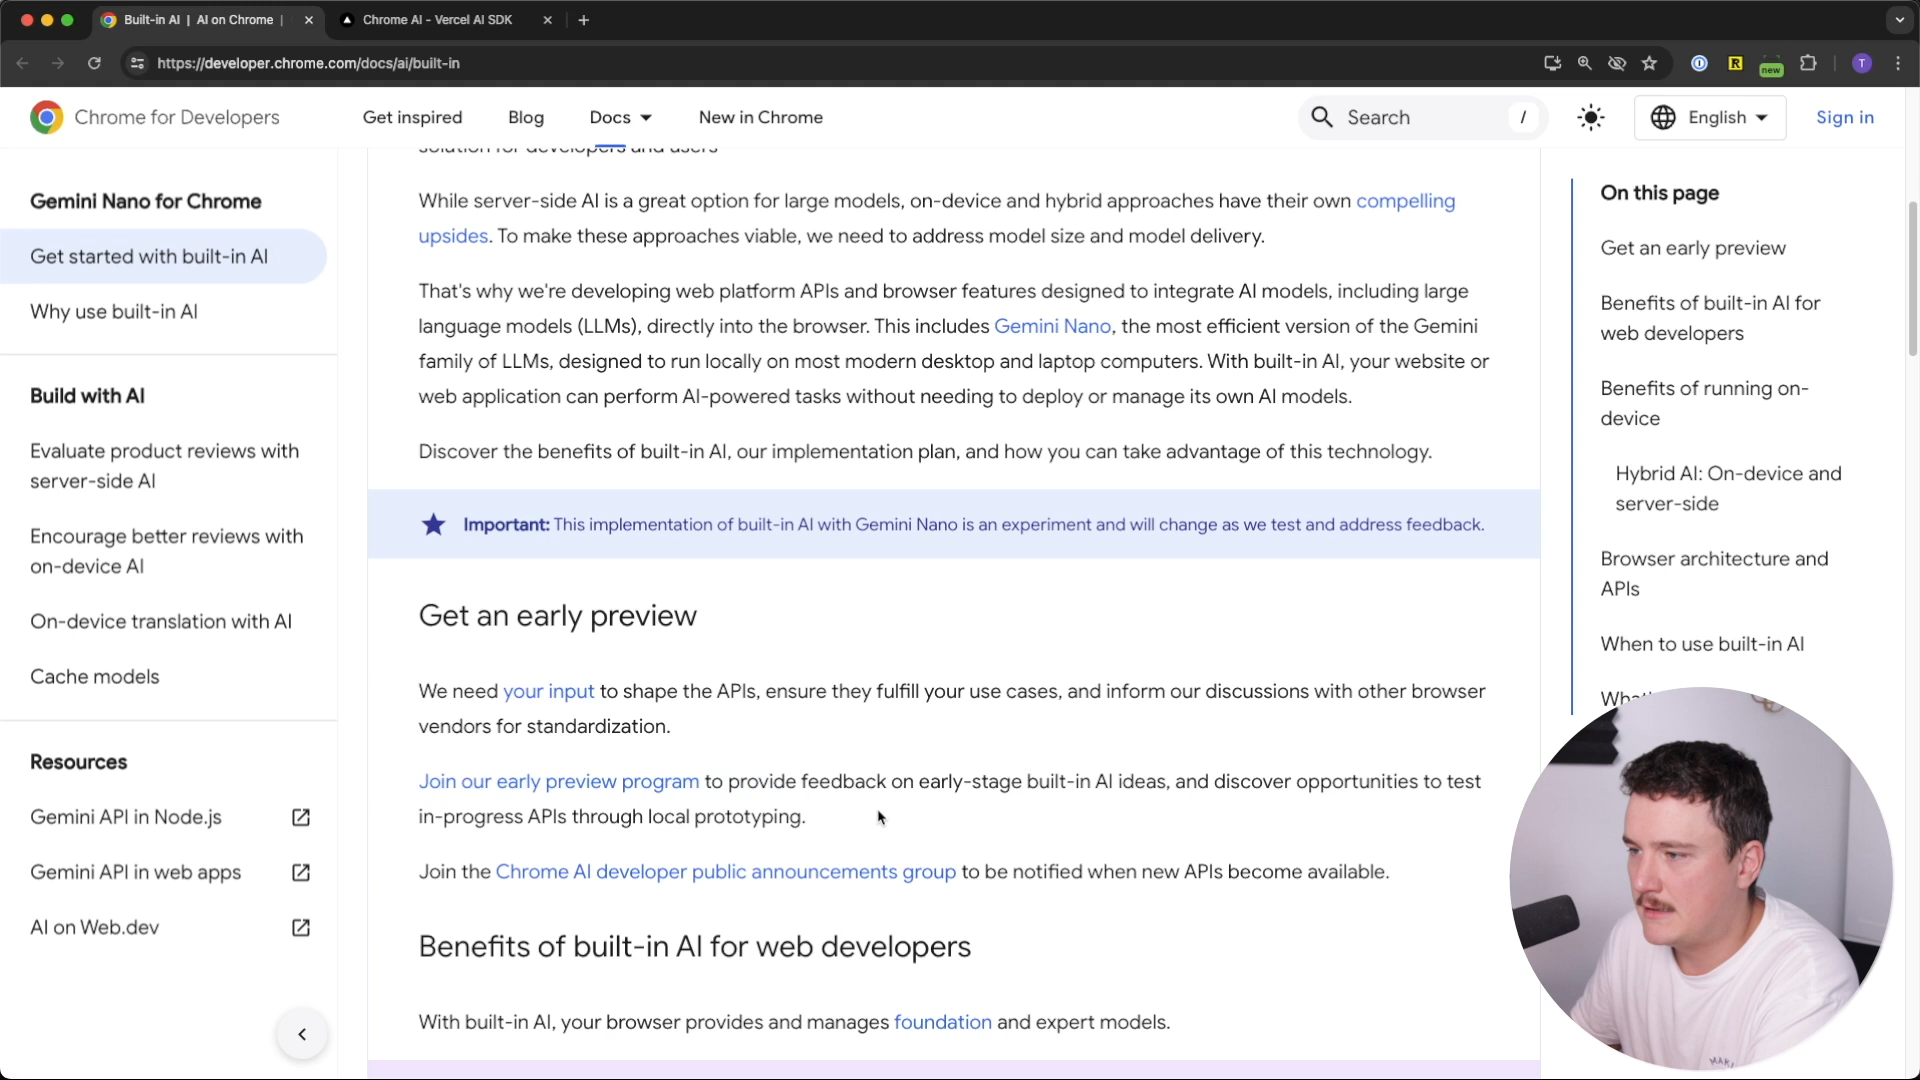 Built-in AI | AI on Chrome |
Chrome AI - Vercel AI SDK
https://developer.chrome.com/docs/ai/built-in
new
T
Chrome for Developers
Get inspired
Blog
Docs
New in Chrome
Search
/
English
Sign in
Gemini Nano for Chrome
Get started with built-in AI
Why use built-in AI
Build with AI
Evaluate product reviews with
server-side AI
Encourage better reviews with
on-device AI
On-device translation with AI
Cache models
Resources
Gemini API in Node.js
Gemini API in web apps
AI on Web.dev
solution for developers and users
While server-side AI is a great option for large models, on-device and hybrid approaches have their own compelling
upsides. To make these approaches viable, we need to address model size and model delivery.
That's why we're developing web platform APIs and browser features designed to integrate AI models, including large
language models (LLMs), directly into the browser. This includes Gemini Nano, the most efficient version of the Gemini
family of LLMs, designed to run locally on most modern desktop and laptop computers. With built-in AI, your website or
web application can perform AI-powered tasks without needing to deploy or manage its own AI models.
Discover the benefits of built-in AI, our implementation plan, and how you can take advantage of this technology.
Important: This implementation of built-in AI with Gemini Nano is an experiment and will change as we test and address feedback.
Get an early preview
We need your input to shape the APIs, ensure they fulfill your use cases, and inform our discussions with other browser
vendors for standardization.
Join our early preview program to provide feedback on early-stage built-in AI ideas, and discover opportunities to test
in-progress APIs through local prototyping.
Join the Chrome AI developer public announcements group to be notified when new APIs become available.
Benefits of built-in AI for web developers
With built-in AI, your browser provides and manages foundation and expert models.
On this page
Get an early preview
Benefits of built-in AI for
web developers
Benefits of running on-
device
Hybrid AI: On-device and
server-side
Browser architecture and
APIs
When to use built-in AI